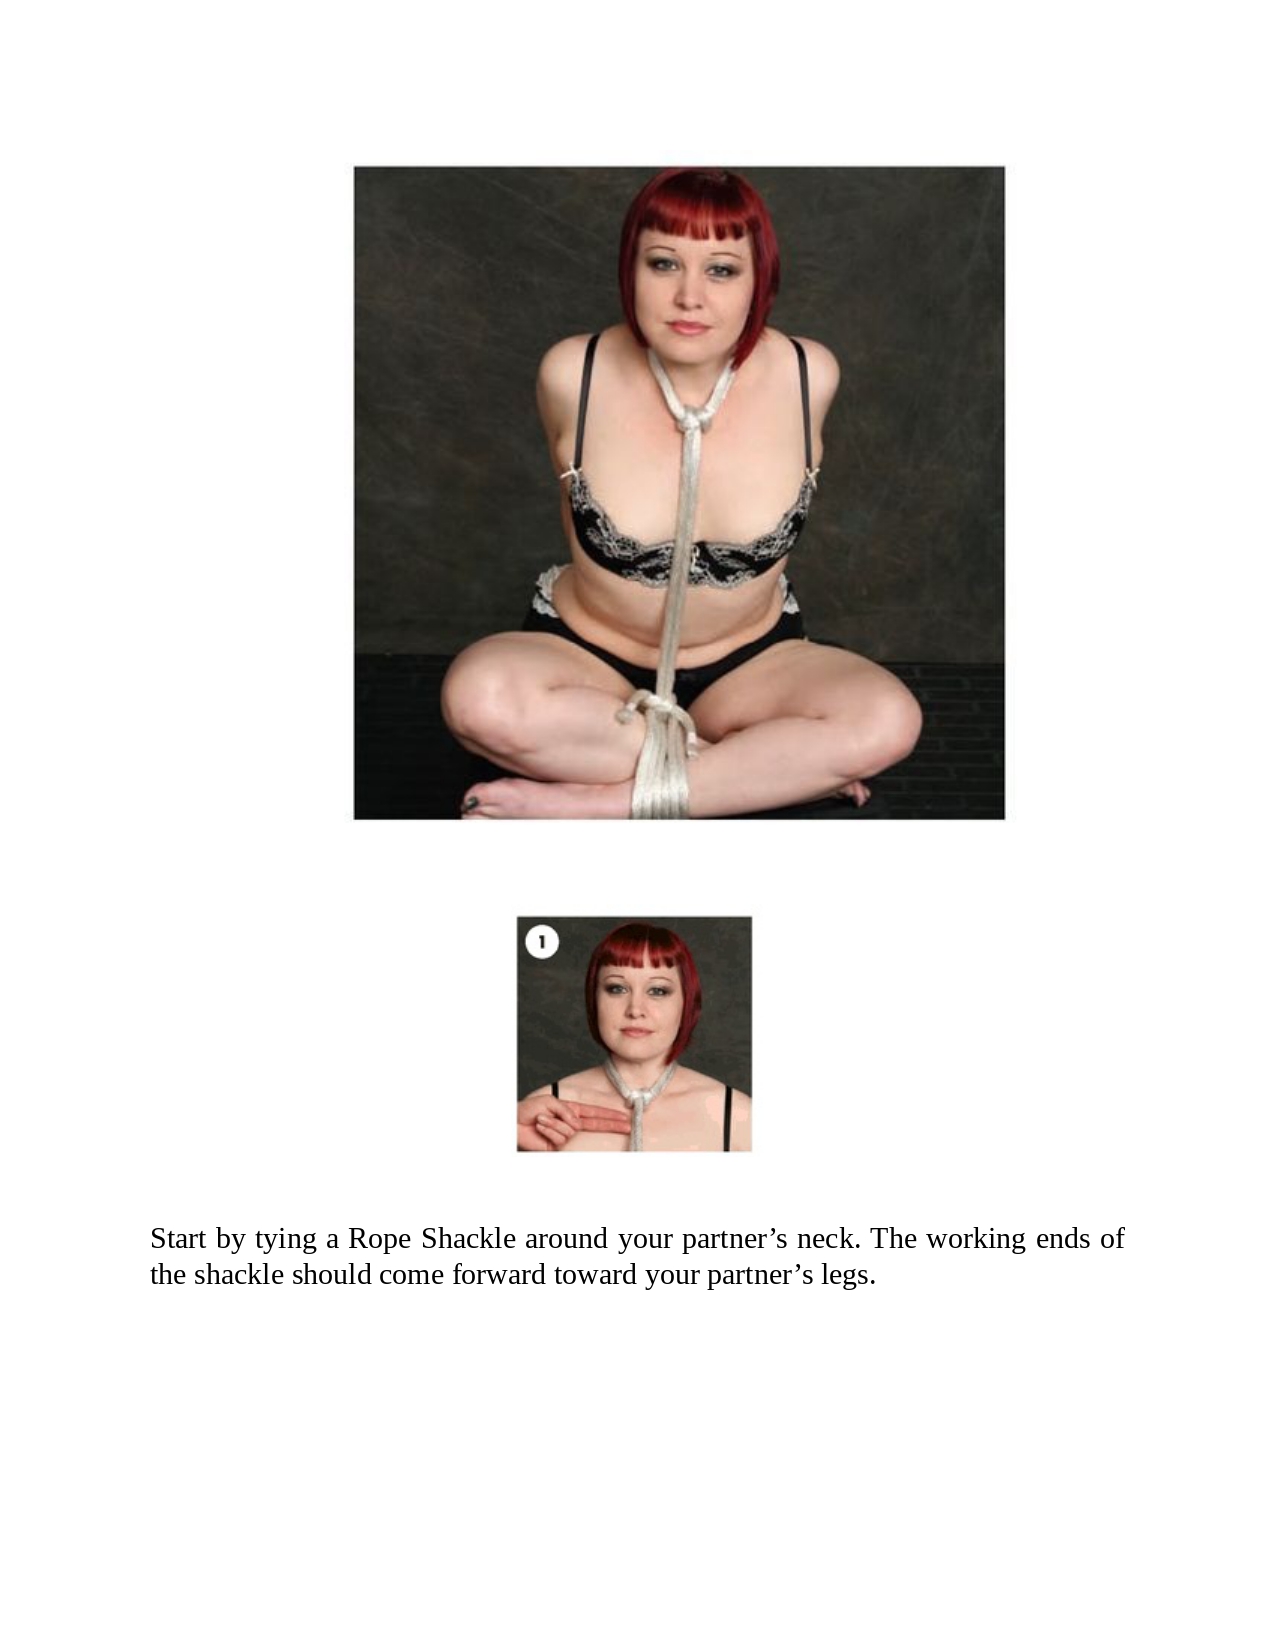 1
Start by tying a Rope Shackle around your partner’s neck. The working ends of
the shackle should come forward toward your partner’s legs.